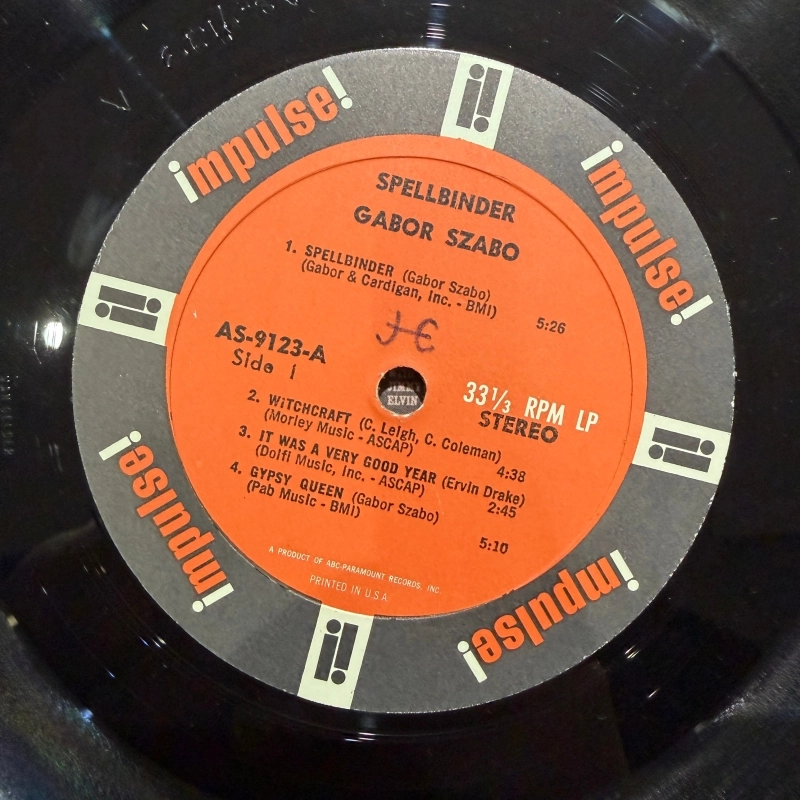 impulse!
impulse!
SPELLBINDER
GABOR SZABO
1. SPELLBINDER (Gabor Szabo)
(Gabor & Cardigan, Inc. - BMI)
5:26
AS-9123-A
Side 1
33 1/3 RPM LP
STEREO
ELVIN
2. WITCHCRAFT (C. Leigh, C. Coleman)
(Morley Music - ASCAP)
4:38
3. IT WAS A VERY GOOD YEAR (Ervin Drake)
(Dolfi Music, Inc. - ASCAP)
2:45
4. GYPSY QUEEN (Gabor Szabo)
(Pab Music - BMI)
5:10
A PRODUCT OF ABC-PARAMOUNT RECORDS, INC.
PRINTED IN U.S.A.
impulse!
impulse!